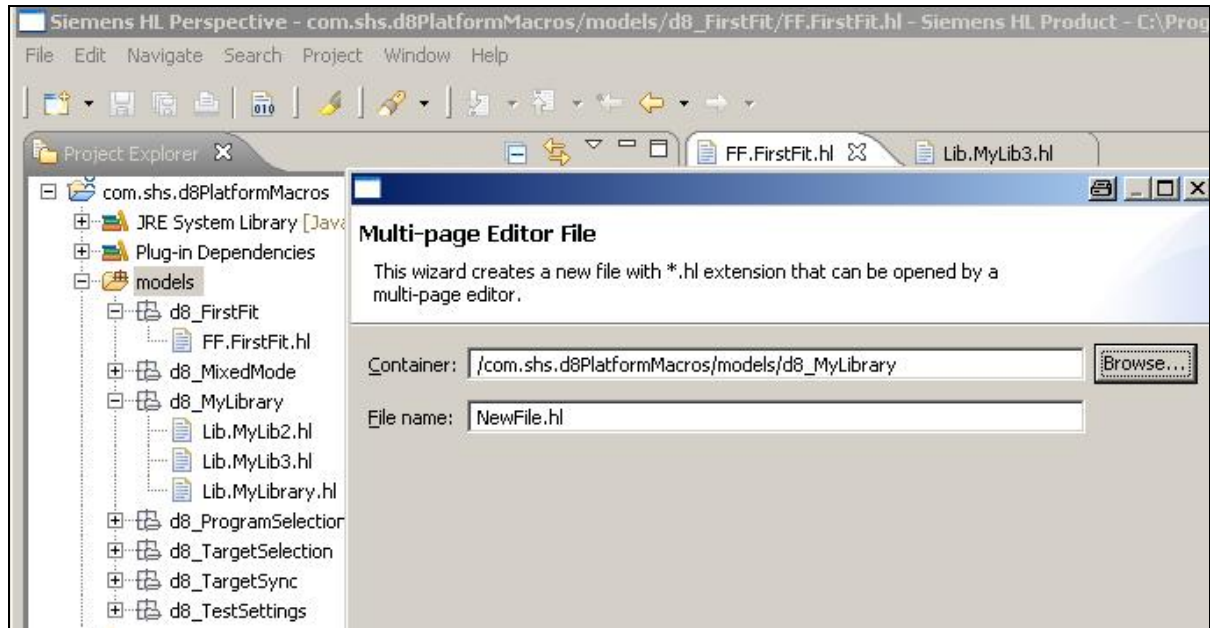 Siemens HL Perspective - com.shs.d8PlatformMacros/models/d8_FirstFit/FF.FirstFit.hl - Siemens HL Product - C:\Prog
File Edit Navigate Search Project Window Help
010
Project Explorer
FF.FirstFit.hl
Lib.MyLib3.hl
com.shs.d8PlatformMacros
JRE System Library [Java
Plug-in Dependencies
models
d8_FirstFit
FF.FirstFit.hl
d8_MixedMode
d8_MyLibrary
Lib.MyLib2.hl
Lib.MyLib3.hl
Lib.MyLibrary.hl
d8_ProgramSelection
d8_TargetSelection
d8_TargetSync
d8_TestSettings
Multi-page Editor File
This wizard creates a new file with *.hl extension that can be opened by a
multi-page editor.
Container: /com.shs.d8PlatformMacros/models/d8_MyLibrary Browse...
File name: NewFile.hl